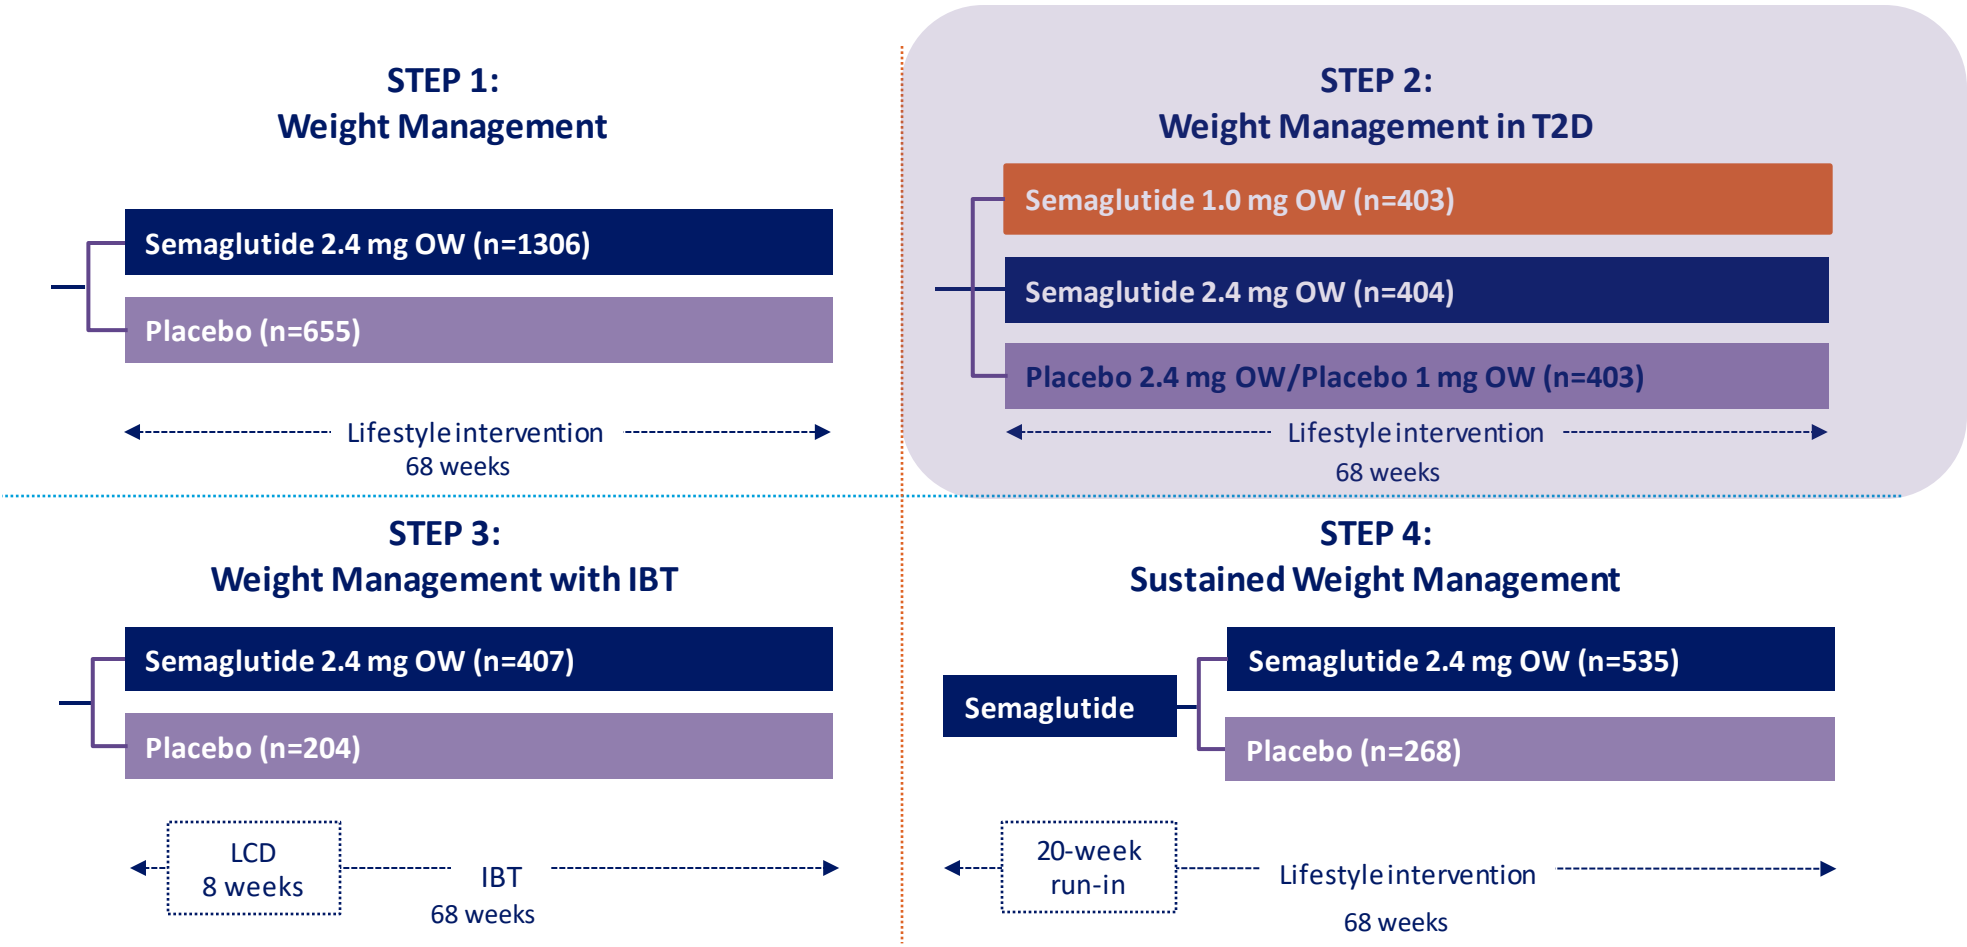 STEP 1:
Weight Management
Semaglutide 2.4 mg OW (n=1306)
Placebo (n=655)
Lifestyle intervention
68 weeks
STEP 2:
Weight Management in T2D
Semaglutide 1.0 mg OW (n=403)
Semaglutide 2.4 mg OW (n=404)
Placebo 2.4 mg OW/Placebo 1 mg OW (n=403)
Lifestyle intervention
68 weeks
STEP 3:
Weight Management with IBT
Semaglutide 2.4 mg OW (n=407)
Placebo (n=204)
LCD
8 weeks
IBT
68 weeks
STEP 4:
Sustained Weight Management
Semaglutide
Semaglutide 2.4 mg OW (n=535)
Placebo (n=268)
20-week
run-in
Lifestyle intervention
68 weeks